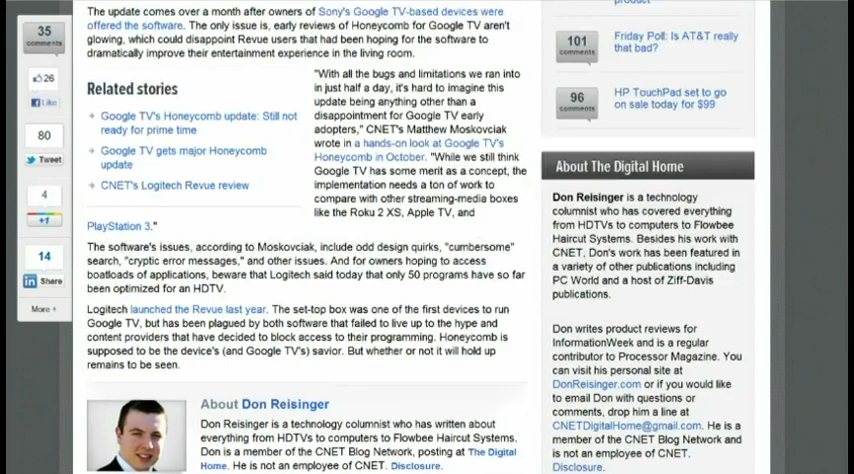 35
comments
26
Like
80
Tweet
4
+1
14
in Share
More +
The update comes over a month after owners of Sony's Google TV-based devices were
offered the software. The only issue is, early reviews of Honeycomb for Google TV aren't
glowing, which could disappoint Revue users that had been hoping for the software to
dramatically improve their entertainment experience in the living room.
Related stories
Google TV's Honeycomb update: Still not
ready for prime time
Google TV gets major Honeycomb
update
CNET's Logitech Revue review
"With all the bugs and limitations we ran into
in just half a day, it's hard to imagine this
update being anything other than a
disappointment for Google TV early
adopters," CNET's Matthew Moskovciak
wrote in a hands-on look at Google TV's
Honeycomb in October. "While we still think
Google TV has some merit as a concept, the
implementation needs a ton of work to
compare with other streaming-media boxes
like the Roku 2 XS, Apple TV, and
PlayStation 3."
The software's issues, according to Moskovciak, include odd design quirks, "cumbersome"
search, "cryptic error messages," and other issues. And for owners hoping to access
boatloads of applications, beware that Logitech said today that only 50 programs have so far
been optimized for an HDTV.
Logitech launched the Revue last year. The set-top box was one of the first devices to run
Google TV, but has been plagued by both software that failed to live up to the hype and
content providers that have decided to block access to their programming. Honeycomb is
supposed to be the device's (and Google TV's) savior. But whether or not it will hold up
remains to be seen.
About Don Reisinger
Don Reisinger is a technology columnist who has written about
everything from HDTVs to computers to Flowbee Haircut Systems.
Don is a member of the CNET Blog Network, posting at The Digital
Home. He is not an employee of CNET. Disclosure.
product
101
comments
Friday Poll: Is AT&T really
that bad?
96
comments
HP TouchPad set to go
on sale today for $99
About The Digital Home
Don Reisinger is a technology
columnist who has covered everything
from HDTVs to computers to Flowbee
Haircut Systems. Besides his work with
CNET, Don's work has been featured in
a variety of other publications including
PC World and a host of Ziff-Davis
publications.
Don writes product reviews for
InformationWeek and is a regular
contributor to Processor Magazine. You
can visit his personal site at
DonReisinger.com or if you would like
to email Don with questions or
comments, drop him a line at
CNETDigitalHome@gmail.com. He is a
member of the CNET Blog Network and
is not an employee of CNET.
Disclosure.